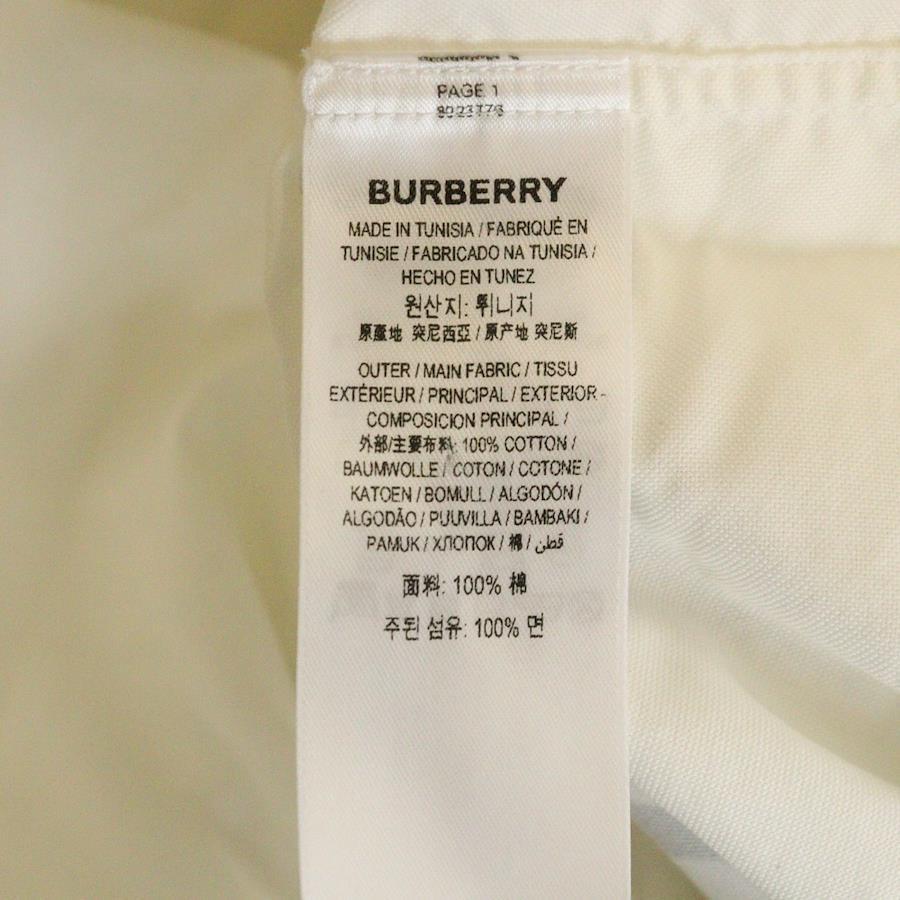 PAGE 1
8023776
BURBERRY
MADE IN TUNISIA / FABRIQUÉ EN
TUNISIE / FABRICADO NA TUNISIA /
HECHO EN TUNEZ
원산지: 튀니지
原產地 突尼西亞 / 原产地 突尼斯
OUTER / MAIN FABRIC / TISSU
EXTÉRIEUR / PRINCIPAL / EXTERIOR -
COMPOSICION PRINCIPAL /
外部/主要布料: 100% COTTON /
BAUMWOLLE / COTON / COTONE /
KATOEN / BOMULL / ALGODÓN /
ALGODÃO / PUUVILLA / ΒΑΜΒΑΚΙ /
PAMUK / ХЛОПОК / 棉 / قطن
面料: 100% 棉
주된 섬유: 100% 면